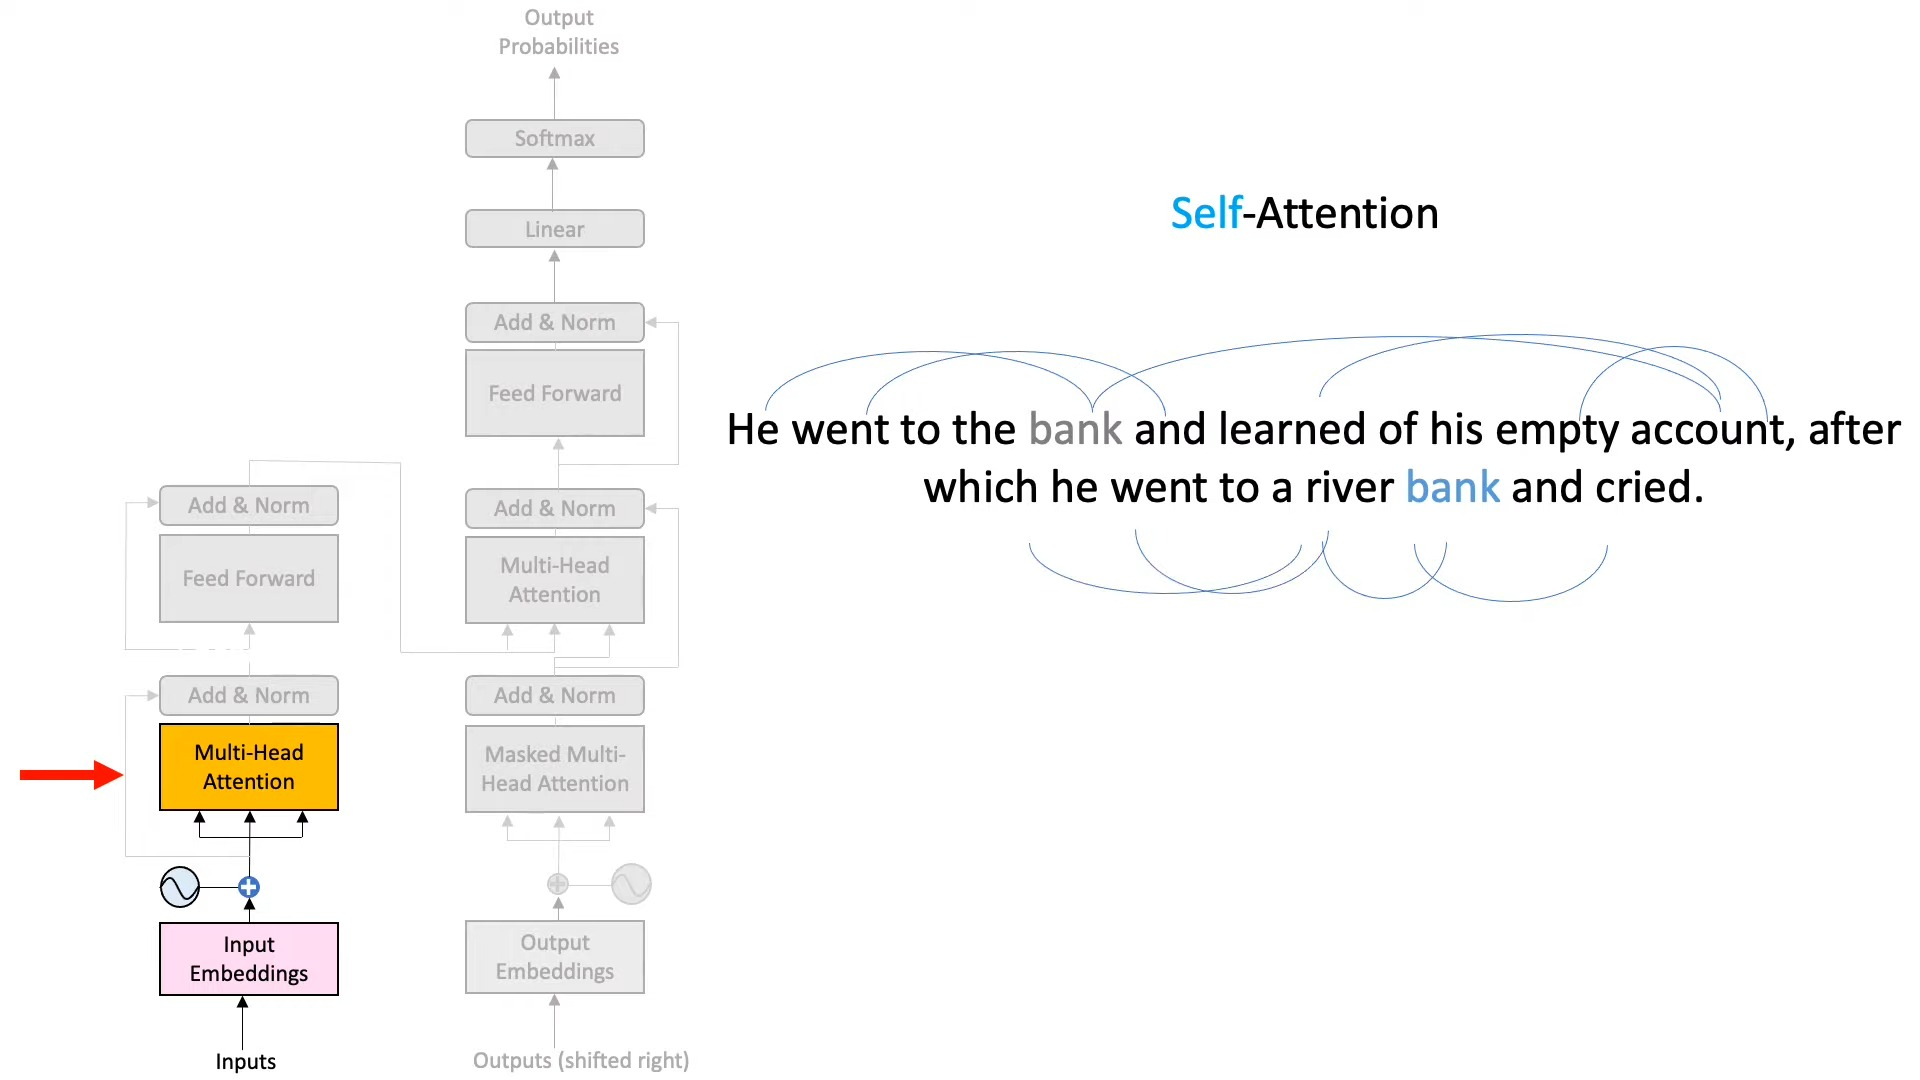 Output
Probabilities
Softmax
Linear
Add & Norm
Feed Forward
Add & Norm
Multi-Head
Attention
Add & Norm
Masked Multi-
Head Attention
Output
Embeddings
Outputs (shifted right)
Add & Norm
Feed Forward
Add & Norm
Multi-Head
Attention
Input
Embeddings
Inputs
Self-Attention
He went to the bank and learned of his empty account, after
which he went to a river bank and cried.